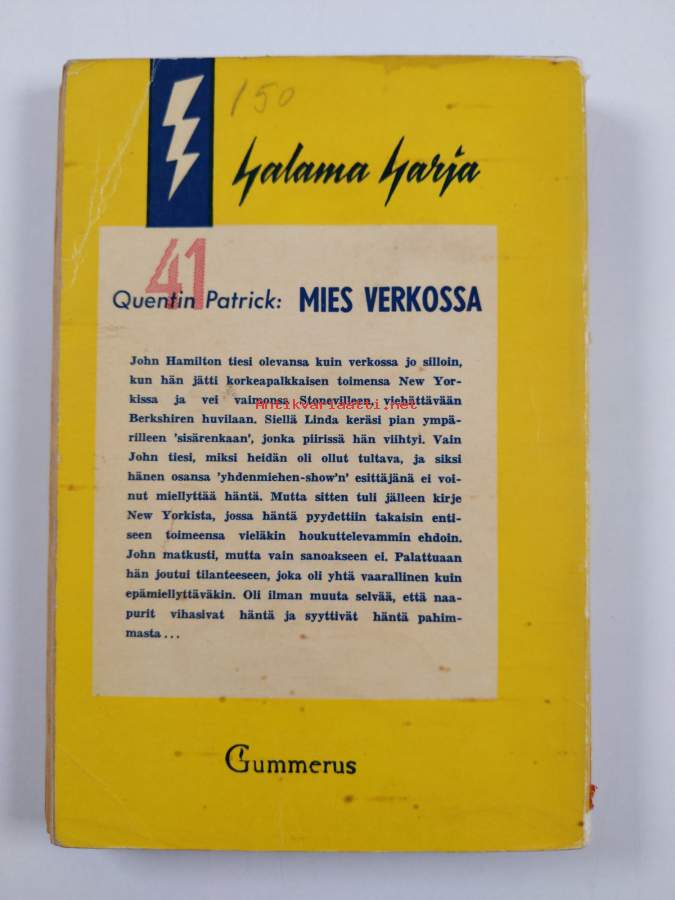 150
Salama Sarja
41
Quentin Patrick: MIES VERKOSSA
John Hamilton tiesi olevansa kuin verkossa jo silloin,
kun hän jätti korkeapalkkaisen toimensa New Yor-
kissa ja vei vaimonsa Stonevilleen, viehättävään
Antikvariaatti.net
Berkshiren huvilaan. Siellä Linda keräsi pian ympä-
rilleen 'sisärenkaan', jonka piirissä hän viihtyi. Vain
John tiesi, miksi heidän oli ollut tultava, ja siksi
hänen osansa 'yhdenmiehen-show'n' esittäjänä ei voi-
nut miellyttää häntä. Mutta sitten tuli jälleen kirje
New Yorkista, jossa häntä pyydettiin takaisin enti-
seen toimeensa vieläkin houkuttelevammin ehdoin.
John matkusti, mutta vain sanoakseen ei. Palattuaan
hän joutui tilanteeseen, joka oli yhtä vaarallinen kuin
epämiellyttäväkin. Oli ilman muuta selvää, että naa-
purit vihasivat häntä ja syyttivät häntä pahim-
masta...
Gummerus